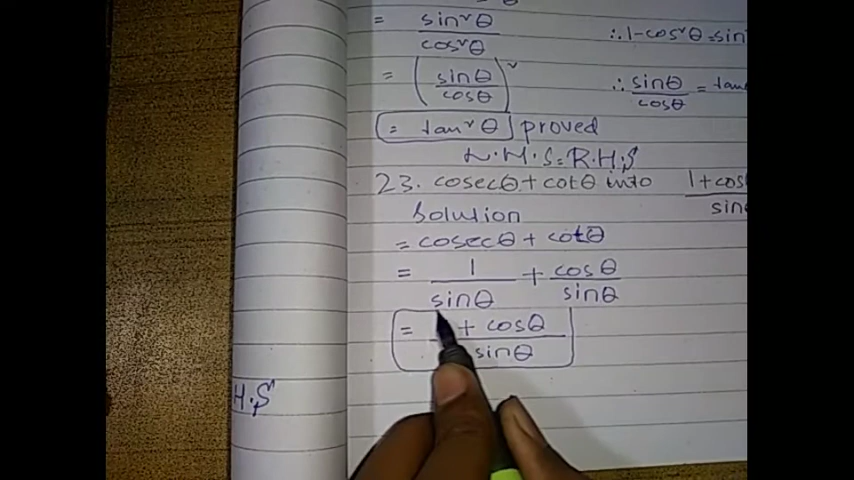 = sin²θ / cos²θ ∴ 1-cos²θ=sin
= (sinθ / cosθ)² ∴ sinθ / cosθ = tan
= tan²θ proved
L.H.S=R.H.S
23. cosecθ + cotθ into 1+cos / sin
Solution
= cosecθ + cotθ
= 1 / sinθ + cosθ / sinθ
= + cosθ / sinθ
H.S